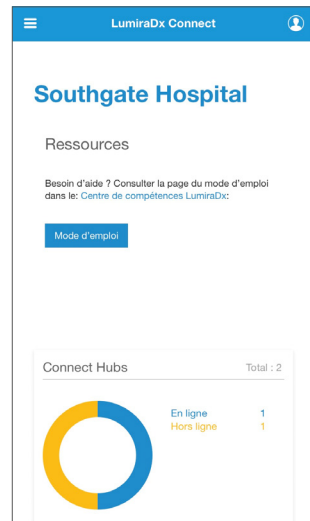 LumiraDx Connect
Southgate Hospital
Ressources
Besoin d'aide ? Consulter la page du mode d'emploi
dans le: Centre de compétences LumiraDx:
Mode d'emploi
Connect Hubs Total : 2
En ligne 1
Hors ligne 1